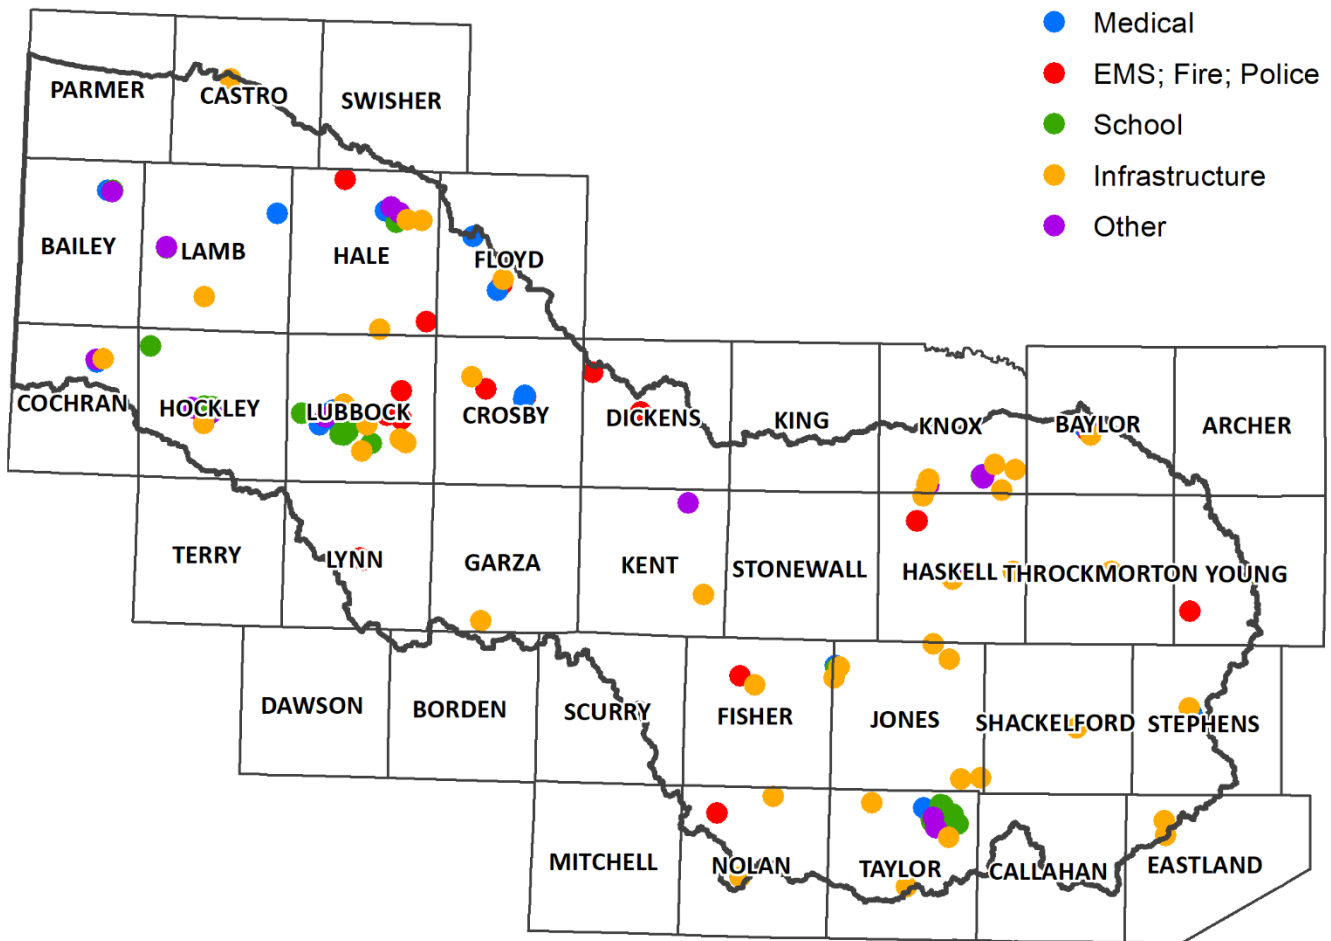 Medical
EMS; Fire; Police
School
Infrastructure
Other
PARMER
CASTRO
SWISHER
BAILEY
LAMB
HALE
FLOYD
COCHRAN
HOCKLEY
LUBBOCK
CROSBY
DICKENS
KING
KNOX
BAYLOR
ARCHER
TERRY
LYNN
GARZA
KENT
STONEWALL
HASKELL
THROCKMORTON
YOUNG
DAWSON
BORDEN
SCURRY
FISHER
JONES
SHACKELFORD
STEPHENS
MITCHELL
NOLAN
TAYLOR
CALLAHAN
EASTLAND